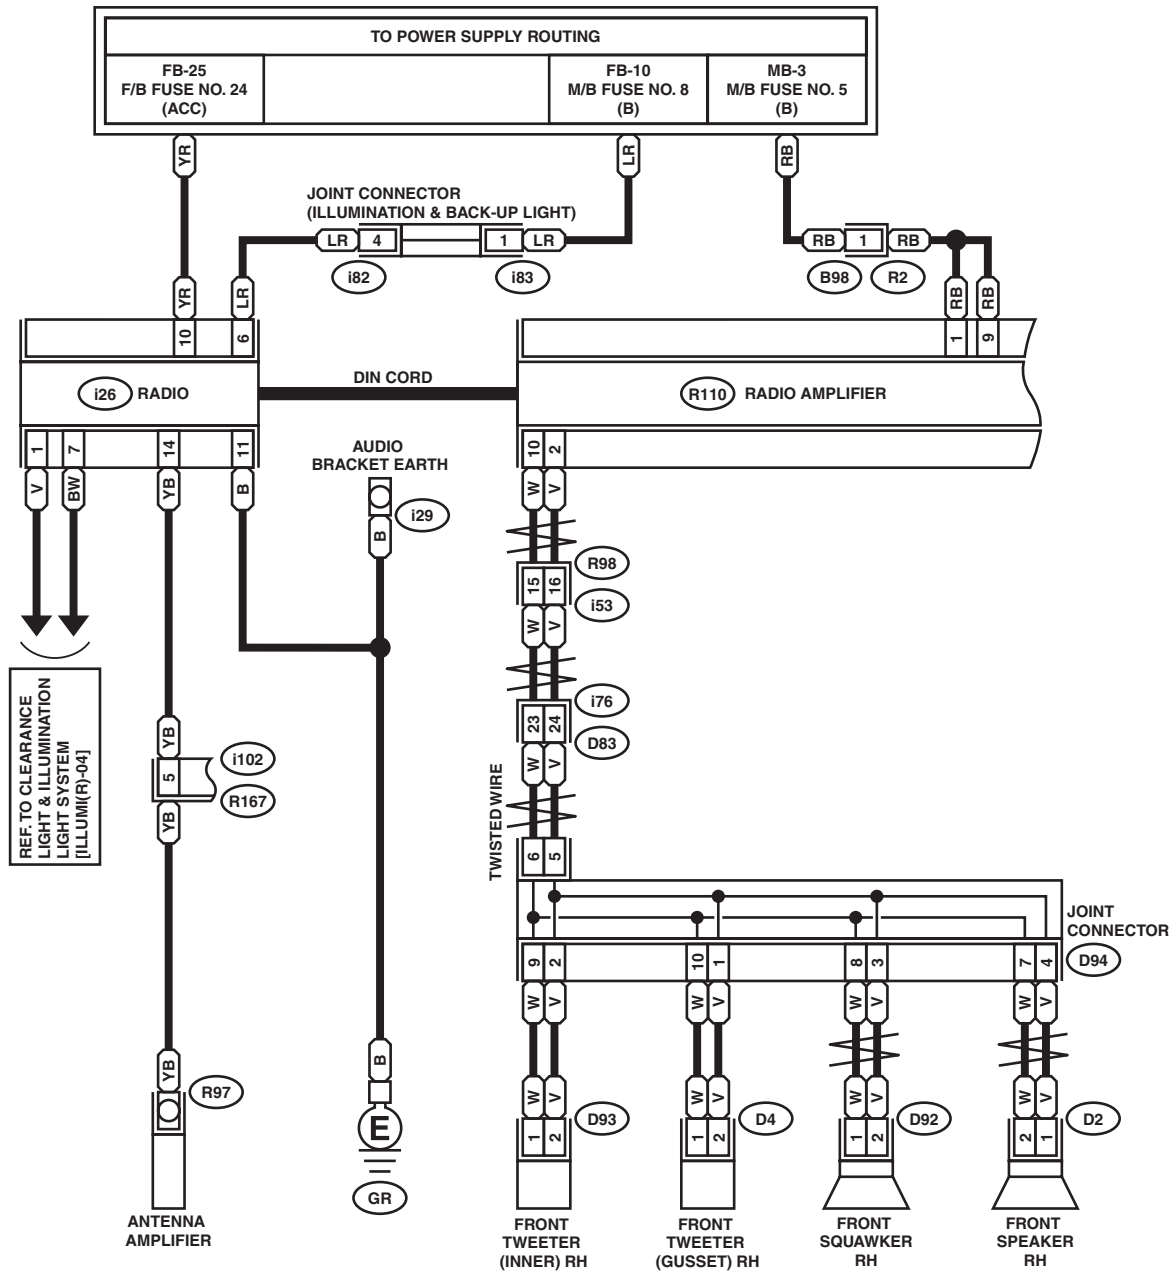 TO POWER SUPPLY ROUTING
FB-25
F/B FUSE NO. 24
(ACC)
FB-10
M/B FUSE NO. 8
(B)
MB-3
M/B FUSE NO. 5
(B)
YR
LR
RB
JOINT CONNECTOR
(ILLUMINATION & BACK-UP LIGHT)
LR 4 1 LR
RB 1 RB
i82
i83
B98
R2
YR
LR
RB
RB
10
6
1
9
i26 RADIO
DIN CORD
R110 RADIO AMPLIFIER
1
7
14
11
10
2
AUDIO
BRACKET EARTH
V
BW
YB
B
W
V
i29
B
R98
15
16
i53
W
V
REF. TO CLEARANCE
LIGHT & ILLUMINATION
LIGHT SYSTEM
[ILLUMI(R)-04]
i76
23
24
D83
YB
W
V
i102
5
R167
YB
TWISTED WIRE
6
5
JOINT
CONNECTOR
D94
9
2
10
1
8
3
7
4
W
V
W
V
W
V
W
V
YB
B
R97
W
V
W
V
W
V
W
V
E
D93
D4
D92
D2
1
2
1
2
1
2
2
1
GR
ANTENNA
AMPLIFIER
FRONT
TWEETER
(INNER) RH
FRONT
TWEETER
(GUSSET) RH
FRONT
SQUAWKER
RH
FRONT
SPEAKER
RH